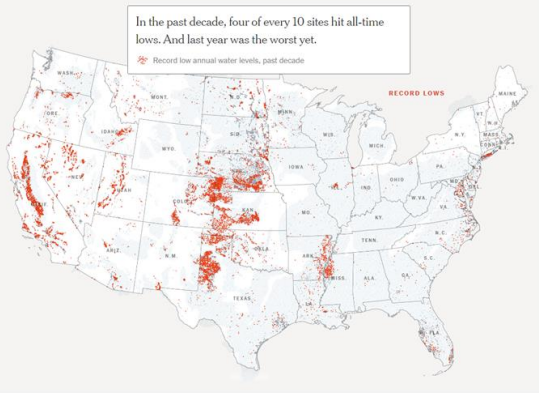 In the past decade, four of every 10 sites hit all-time
lows. And last year was the worst yet.
Record low annual water levels, past decade
RECORD LOWS
WASH.
MONT.
N.D.
MINN.
MAINE
VT.
N.H.
ORE.
IDAHO
S.D.
WIS.
MICH.
N.Y.
MASS.
CONN.
WYO.
IOWA
PA.
NEV.
UTAH
COLO.
KAN.
MO.
ILL.
IND.
OHIO
MD.
DEL.
W.VA.
VA.
KY.
CALIF.
ARIZ.
N.M.
OKLA.
ARK.
TENN.
N.C.
S.C.
TEXAS
LA.
MISS.
ALA.
GA.
FLA.